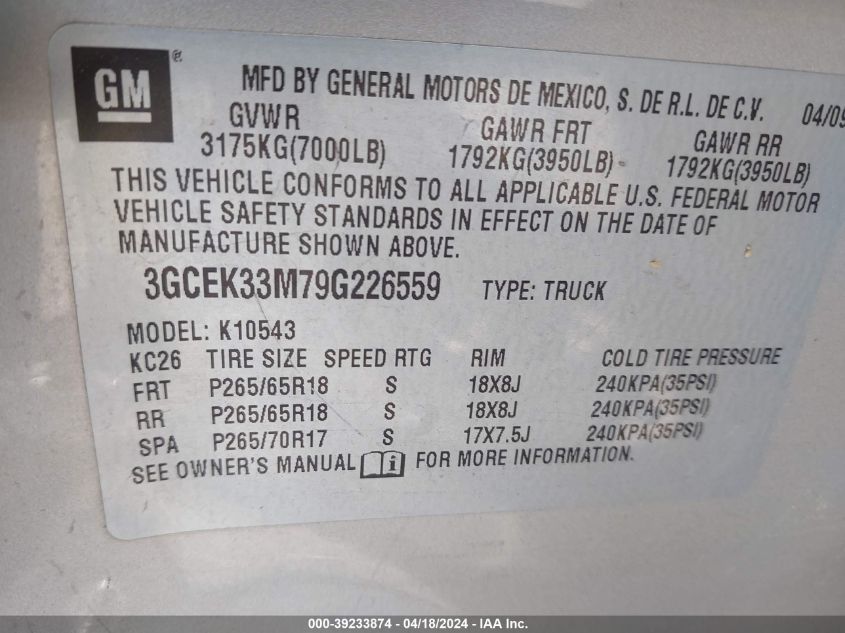 GM®
MFD BY GENERAL MOTORS DE MEXICO, S. DE R.L. DE C.V. 04/09
GVWR GAWR FRT GAWR RR
3175KG(7000LB) 1792KG(3950LB) 1792KG(3950LB)
THIS VEHICLE CONFORMS TO ALL APPLICABLE U.S. FEDERAL MOTOR
VEHICLE SAFETY STANDARDS IN EFFECT ON THE DATE OF
MANUFACTURE SHOWN ABOVE.
3GCEK33M79G226559 TYPE: TRUCK
MODEL: K10543
KC26 TIRE SIZE SPEED RTG RIM COLD TIRE PRESSURE
FRT P265/65R18 S 18X8J 240KPA(35PSI)
RR P265/65R18 S 18X8J 240KPA(35PSI)
SPA P265/70R17 S 17X7.5J 240KPA(35PSI)
SEE OWNER'S MANUAL i FOR MORE INFORMATION.
000-39233874 / 04/18/2024 - IAA Inc.